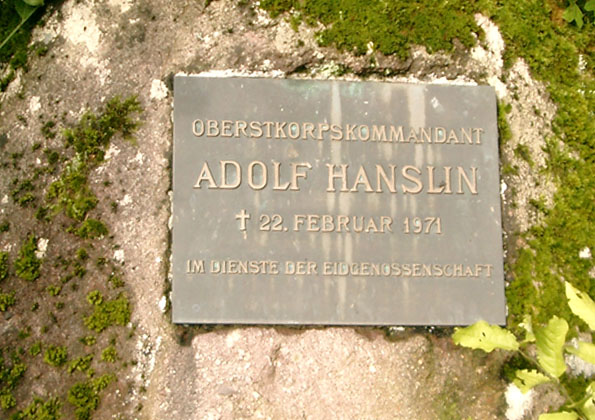 OBERSTKORPSKOMMANDANT
ADOLF HANSLIN
✝ 22. FEBRUAR 1971
IM DIENSTE DER EIDGENOSSENSCHAFT